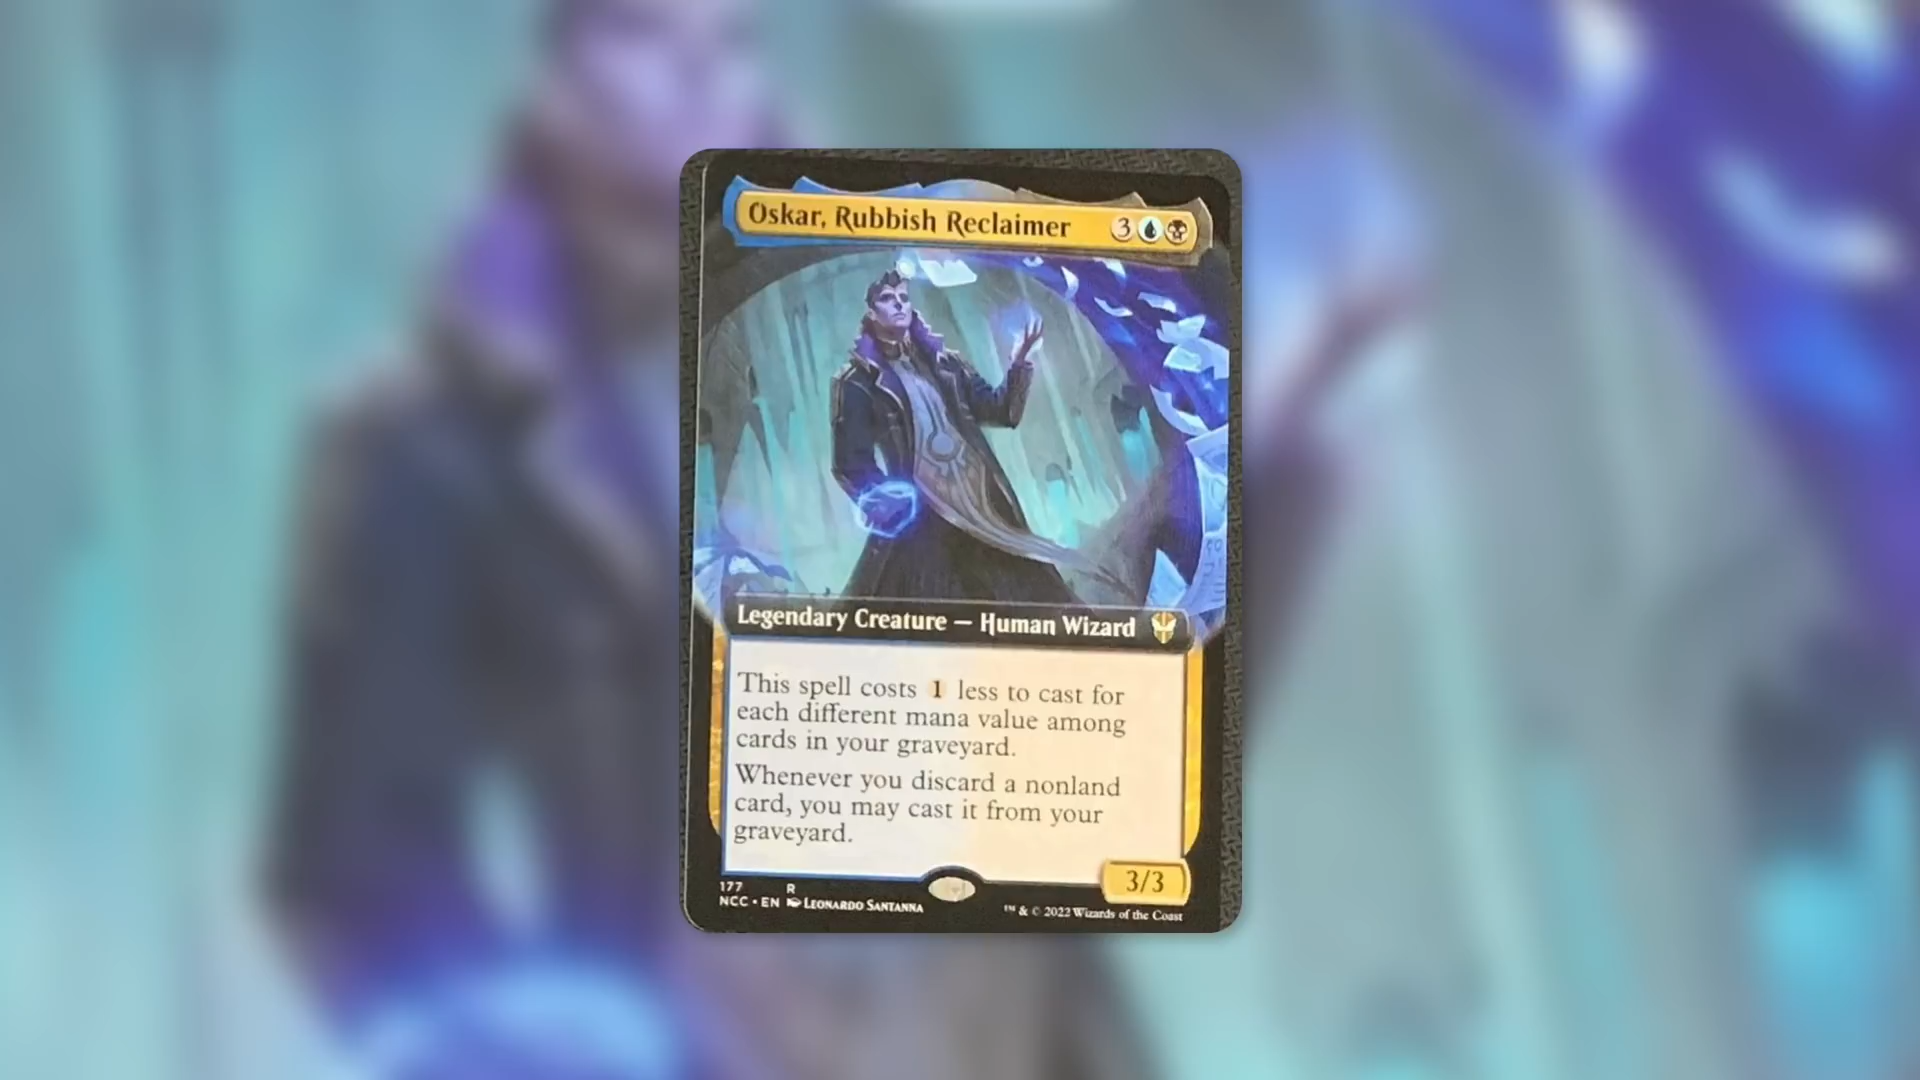 Oskar, Rubbish Reclaimer 3
Legendary Creature — Human Wizard
This spell costs 1 less to cast for
each different mana value among
cards in your graveyard.
Whenever you discard a nonland
card, you may cast it from your
graveyard.
3/3
177 R
NCC • EN Leonardo Santanna
™ & © 2022 Wizards of the Coast